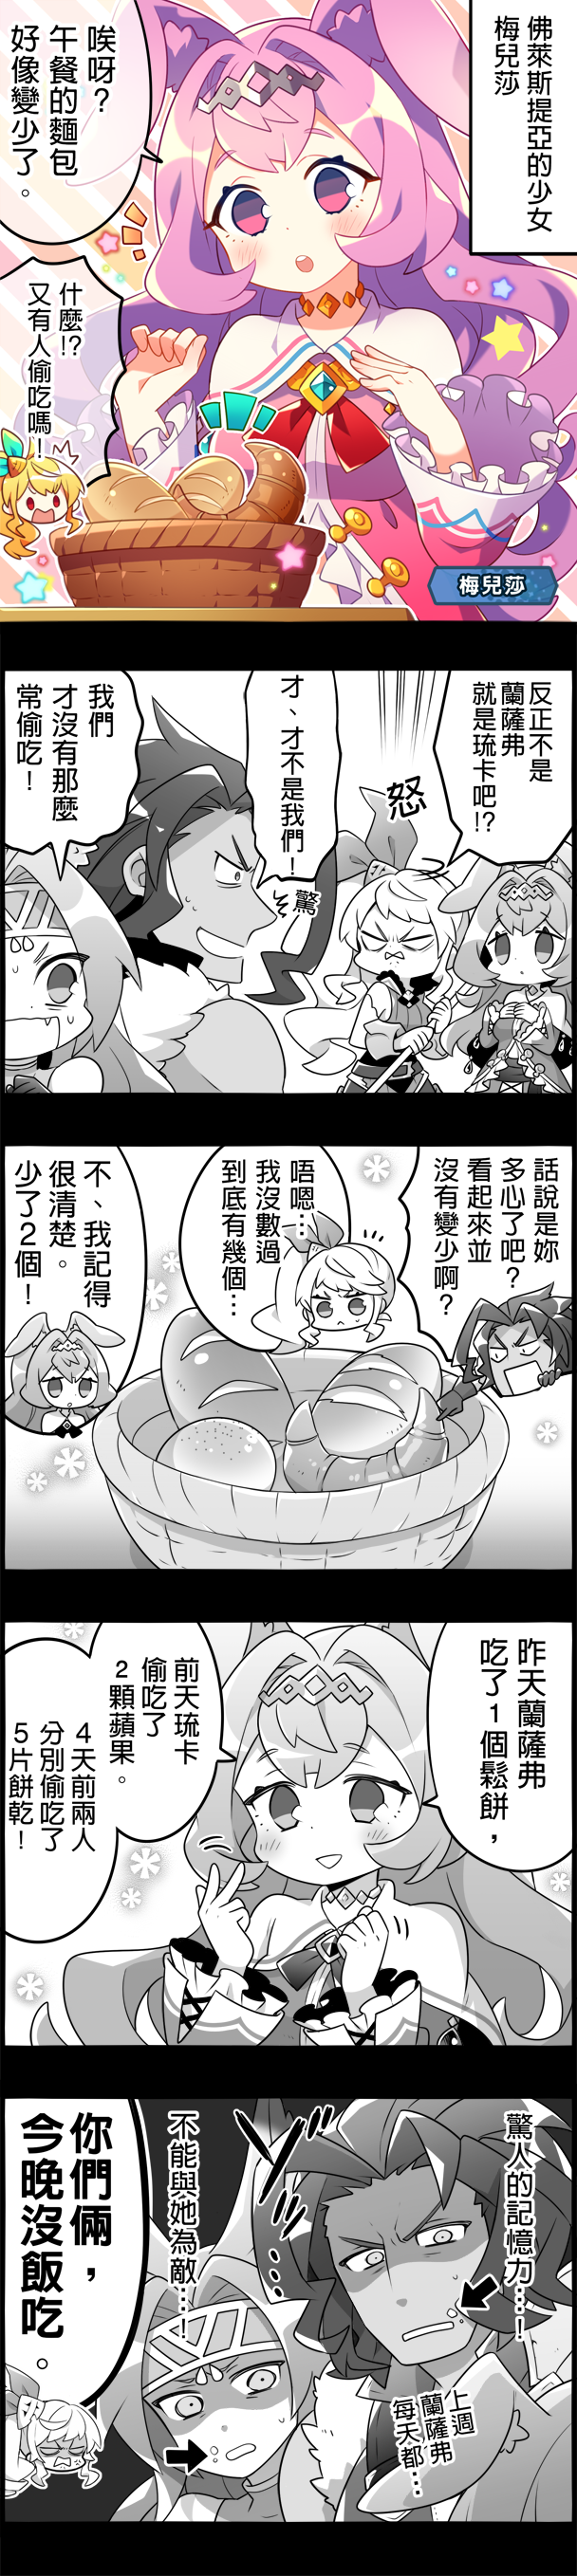 佛萊斯提亞的少女
梅兒莎
唉呀？
午餐的麵包
好像變少了。
什麼!?
又有人偷吃嗎！
梅兒莎
反正不是
蘭薩弗
就是琉卡吧!?
怒
才、才不是我們！
驚
我們
才沒有那麼
常偷吃！
話說是妳
多心了吧？
看起來並
沒有變少啊？
唔嗯…
我沒數過
到底有幾個…
不、我記得
很清楚。
少了2個！
昨天蘭薩弗
吃了1個鬆餅，
前天琉卡
偷吃了
2顆蘋果。
4天前兩人
分別偷吃了
5片餅乾！
驚人的記憶力…！
不能與她為敵…！
上週
蘭薩弗
每天都…
你們倆，
今晚沒飯吃。